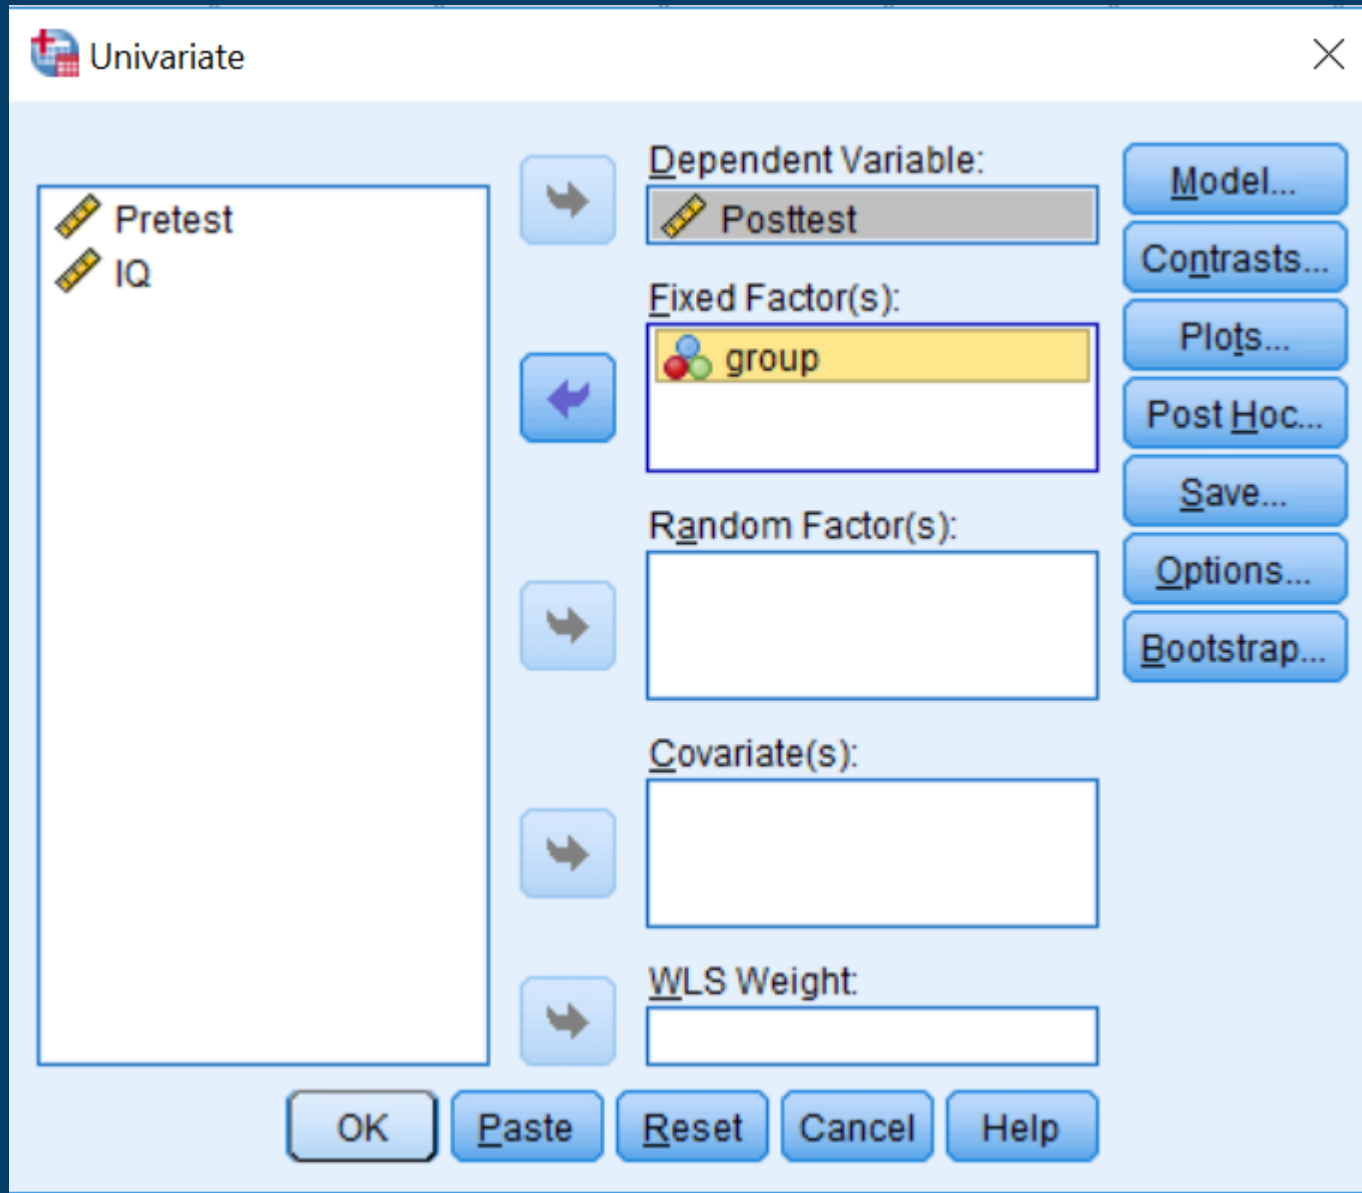 Univariate
Pretest
IQ
Dependent Variable:
Posttest
Fixed Factor(s):
group
Random Factor(s):
Covariate(s):
WLS Weight:
Model...
Contrasts...
Plots...
Post Hoc...
Save...
Options...
Bootstrap...
OK
Paste
Reset
Cancel
Help